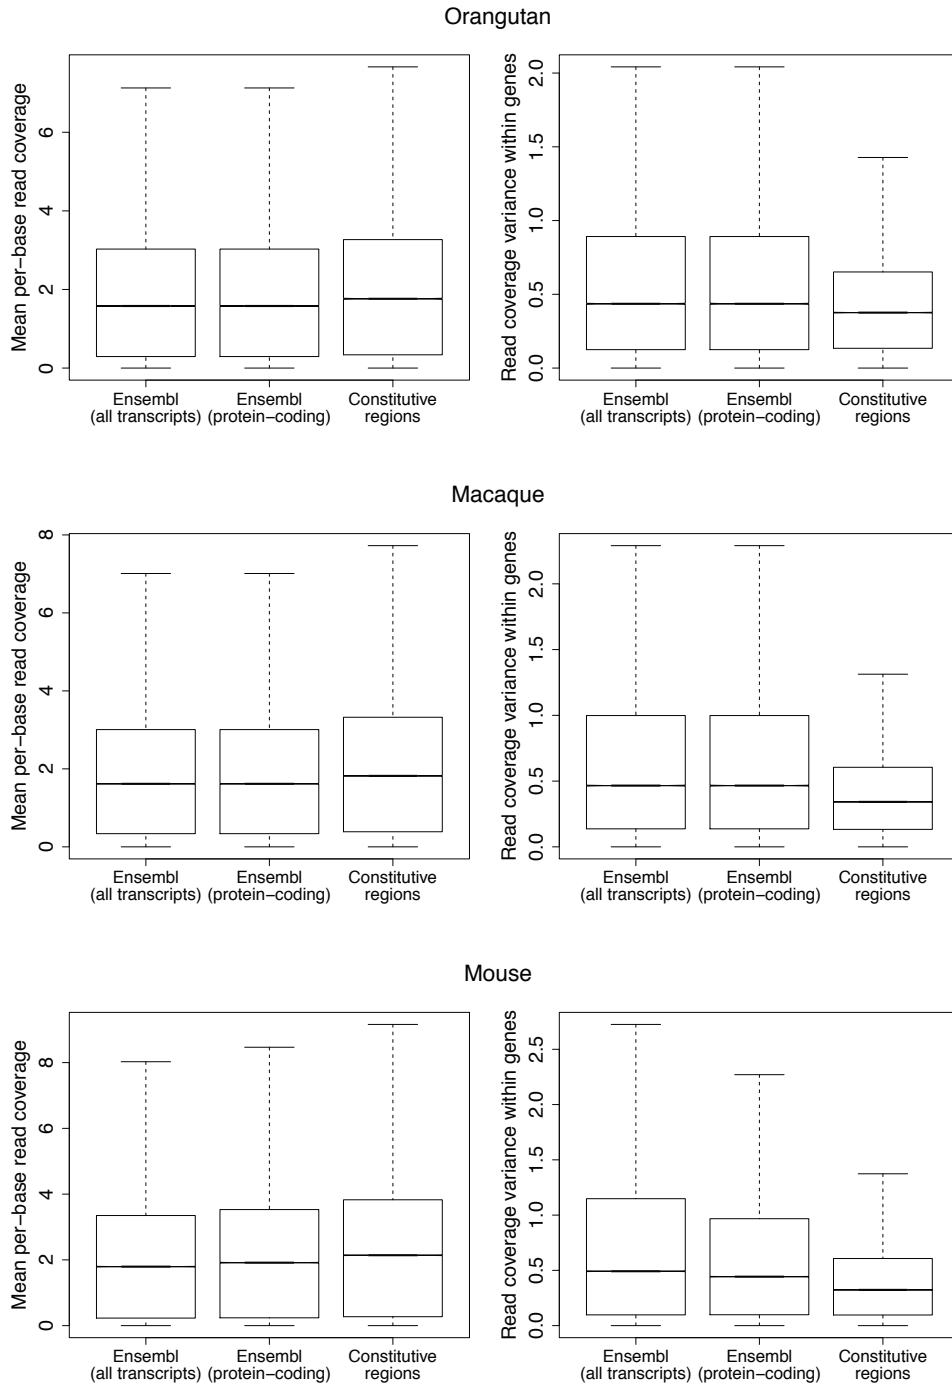 Orangutan
Mean per-base read coverage
0
2
4
6
Ensembl
(all transcripts)
Ensembl
(protein−coding)
Constitutive
regions
Read coverage variance within genes
0.0
0.5
1.0
1.5
2.0
Ensembl
(all transcripts)
Ensembl
(protein−coding)
Constitutive
regions
Macaque
Mean per-base read coverage
0
2
4
6
8
Ensembl
(all transcripts)
Ensembl
(protein−coding)
Constitutive
regions
Read coverage variance within genes
0.0
0.5
1.0
1.5
2.0
Ensembl
(all transcripts)
Ensembl
(protein−coding)
Constitutive
regions
Mouse
Mean per-base read coverage
0
2
4
6
8
Ensembl
(all transcripts)
Ensembl
(protein−coding)
Constitutive
regions
Read coverage variance within genes
0.0
0.5
1.0
1.5
2.0
2.5
Ensembl
(all transcripts)
Ensembl
(protein−coding)
Constitutive
regions